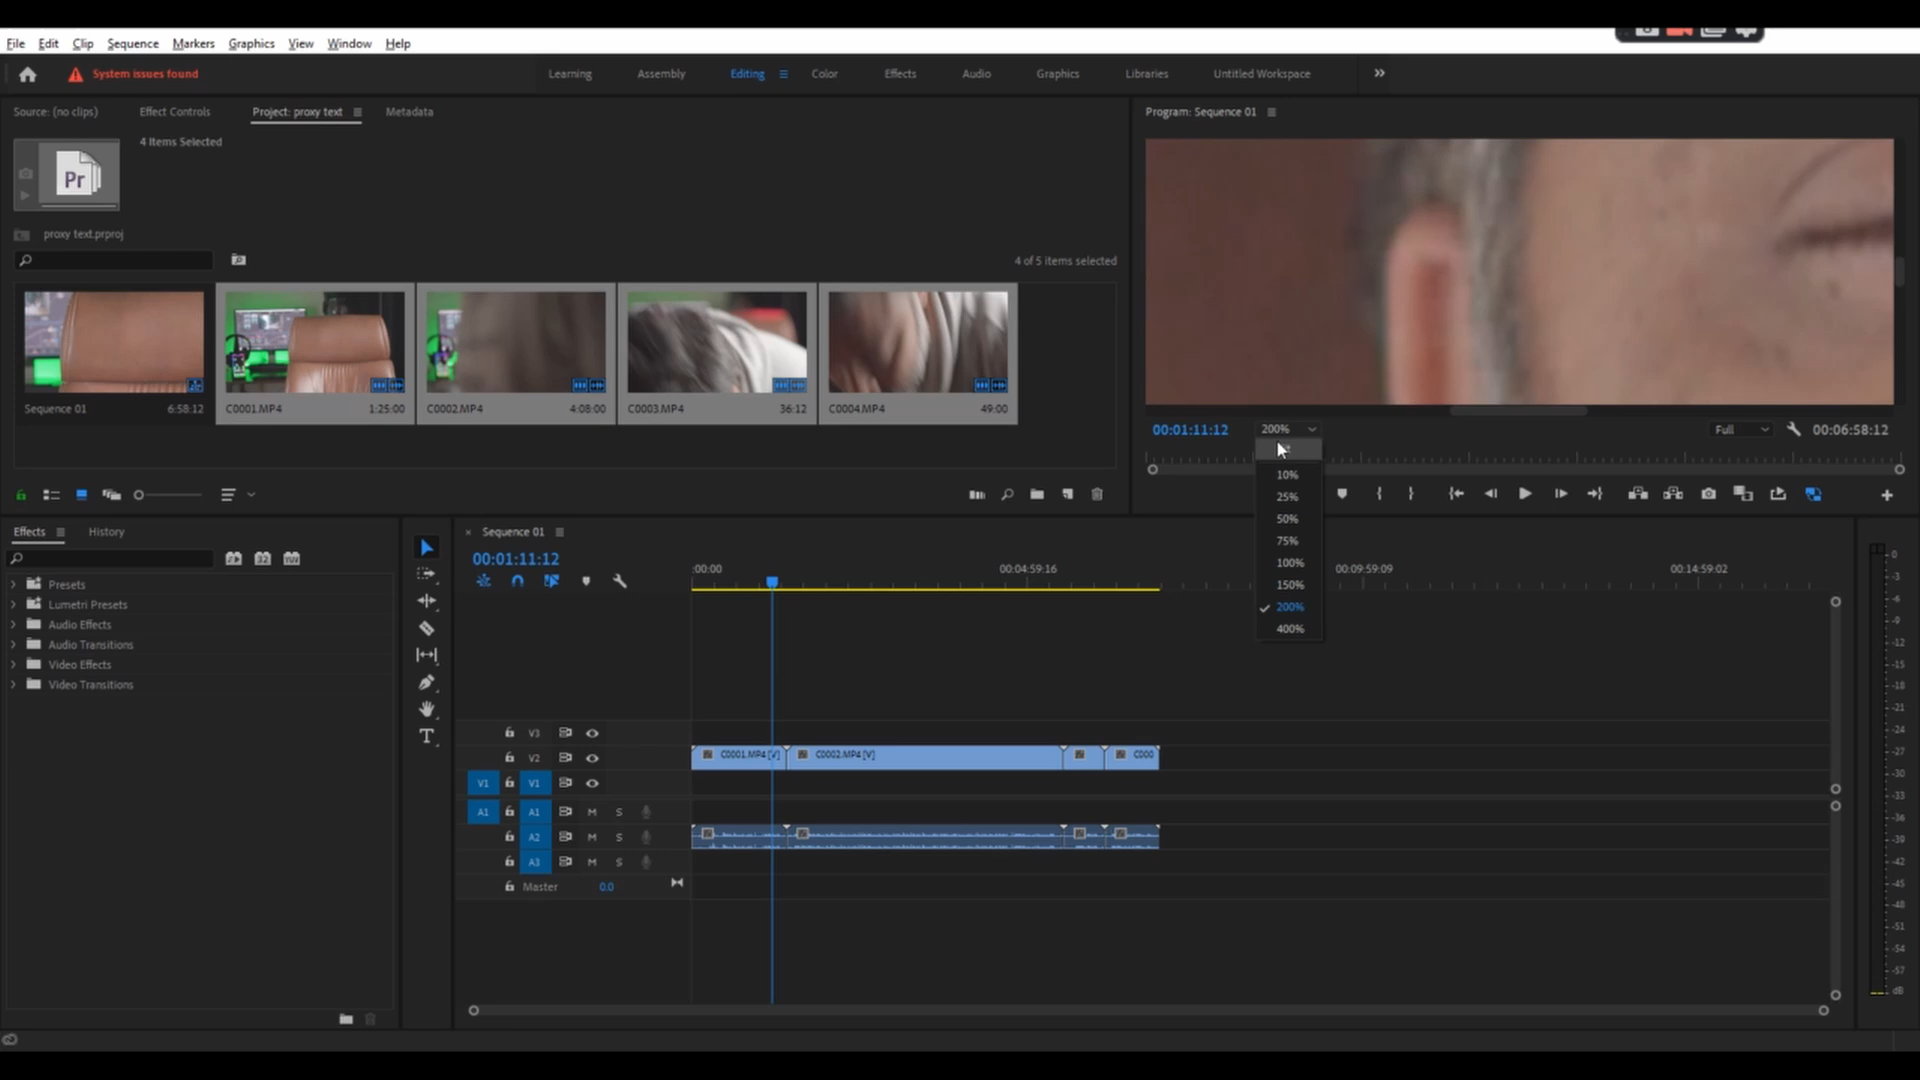 File Edit Clip Sequence Markers Graphics View Window Help
System issues found
Learning Assembly Editing Color Effects Audio Graphics Libraries Untitled Workspace
Source: (no clips) Effect Controls Project: proxy text Metadata
Program: Sequence 01
4 Items Selected
Pr
proxy text.prproj
4 of 5 items selected
Sequence 01 6:58:12
C0001.MP4 1:25:00
C0002.MP4 4:08:00
C0003.MP4 36:12
C0004.MP4 49:00
00:01:11:12 200% Full 00:06:58:12
10%
25%
50%
75%
100%
150%
200%
400%
Effects History
Presets
Lumetri Presets
Audio Effects
Audio Transitions
Video Effects
Video Transitions
Sequence 01
00:01:11:12
:00:00 00:04:59:16 00:09:59:09 00:14:59:02
V3
V2 C0001.MP4 [V] C0002.MP4 [V] C000
V1 V1
A1 A1 M S
A2 M S
A3 M S
Master 0.0
0
-3
-6
-9
-12
-15
-18
-21
-24
-27
-30
-33
-36
-39
-42
-45
-48
-51
-54
-57
dB